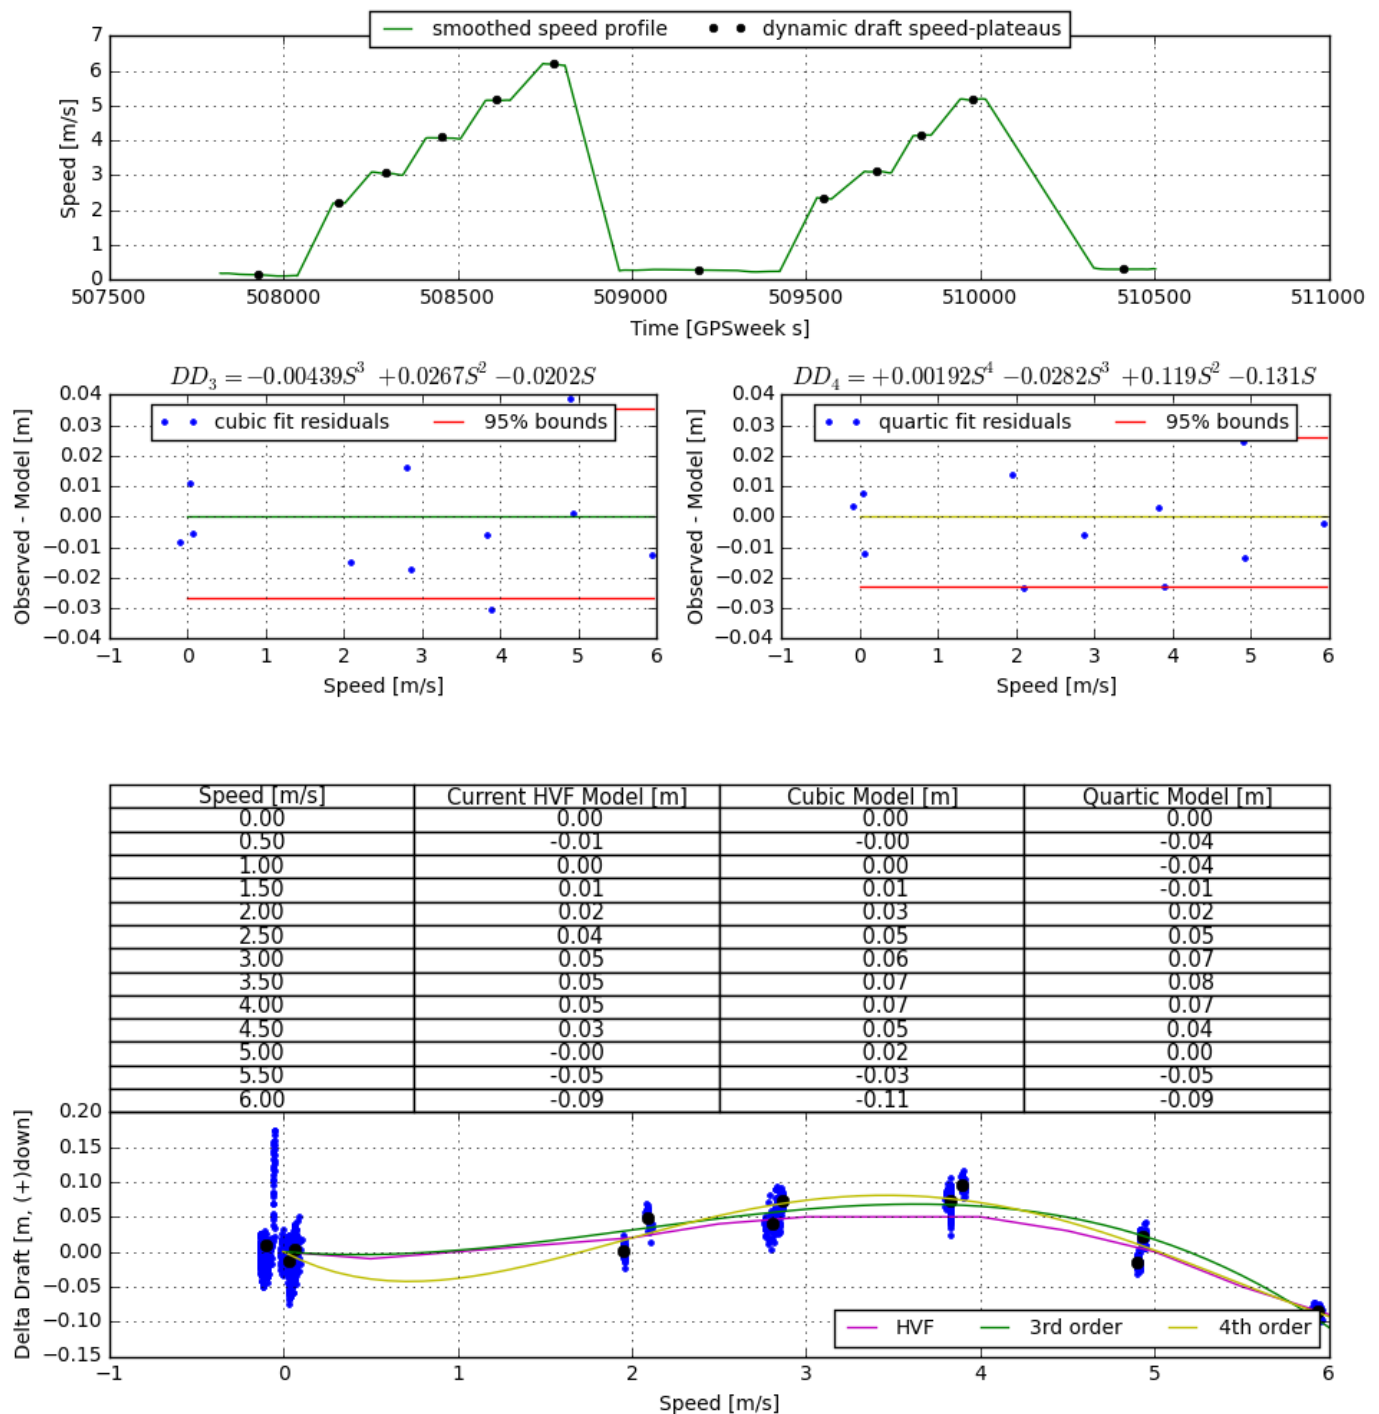 smoothed speed profile dynamic draft speed-plateaus
7
6
5
4
3
2
1
0
Speed [m/s]
507500 508000 508500 509000 509500 510000 510500 511000
Time [GPSweek s]
DD₃ = −0.00439S³ +0.0267S² −0.0202S
cubic fit residuals 95% bounds
0.04
0.03
0.02
0.01
0.00
−0.01
−0.02
−0.03
−0.04
Observed - Model [m]
−1 0 1 2 3 4 5 6
Speed [m/s]
DD₄ = +0.00192S⁴ −0.0282S³ +0.119S² −0.131S
quartic fit residuals 95% bounds
0.04
0.03
0.02
0.01
0.00
−0.01
−0.02
−0.03
−0.04
Observed - Model [m]
−1 0 1 2 3 4 5 6
Speed [m/s]
Speed [m/s] Current HVF Model [m] Cubic Model [m] Quartic Model [m]
0.00 0.00 0.00 0.00
0.50 -0.01 -0.00 -0.04
1.00 0.00 0.00 -0.04
1.50 0.01 0.01 -0.01
2.00 0.02 0.03 0.02
2.50 0.04 0.05 0.05
3.00 0.05 0.06 0.07
3.50 0.05 0.07 0.08
4.00 0.05 0.07 0.07
4.50 0.03 0.05 0.04
5.00 -0.00 0.02 0.00
5.50 -0.05 -0.03 -0.05
6.00 -0.09 -0.11 -0.09
0.20
0.15
0.10
0.05
0.00
−0.05
−0.10
−0.15
Delta Draft [m, (+)down]
HVF 3rd order 4th order
−1 0 1 2 3 4 5 6
Speed [m/s]